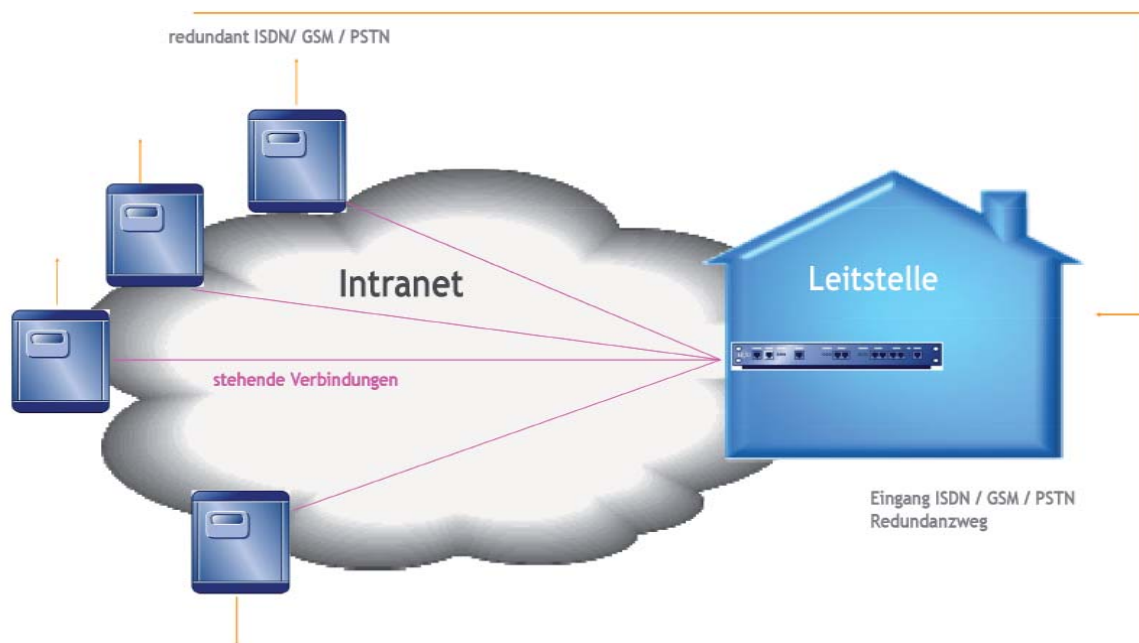 redundant ISDN/ GSM / PSTN
Intranet
Leitstelle
stehende Verbindungen
Eingang ISDN / GSM / PSTN
Redundanzweg